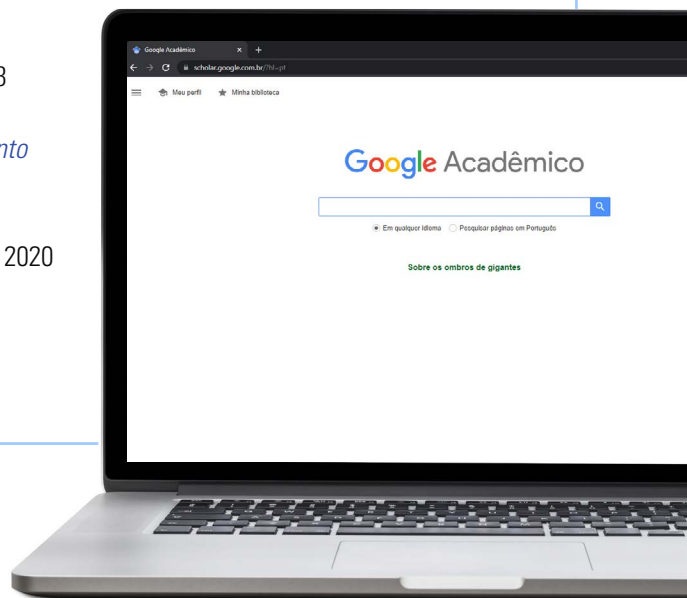 3
nto
2020
Google Acadêmico
scholar.google.com.br/?hl=pt
Meu perfil
Minha biblioteca
Google Acadêmico
Em qualquer idioma
Pesquisar páginas em Português
Sobre os ombros de gigantes